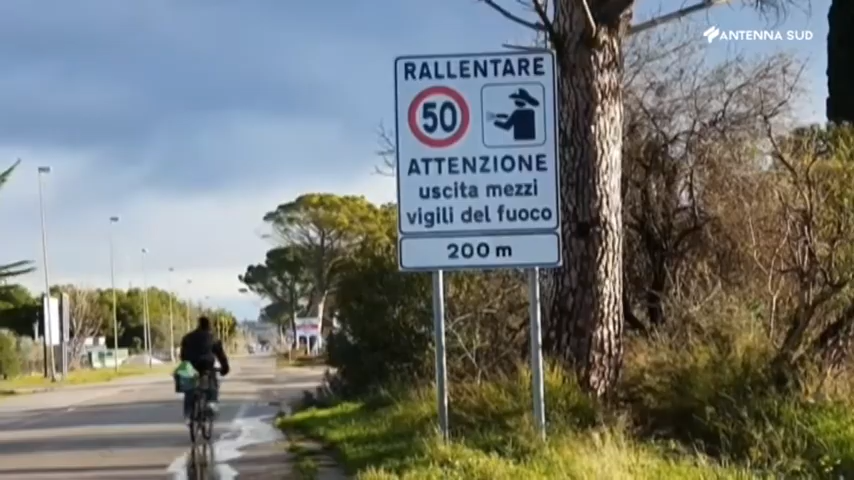 ANTENNA SUD
RALLENTARE
50
ATTENZIONE
uscita mezzi
vigili del fuoco
200 m